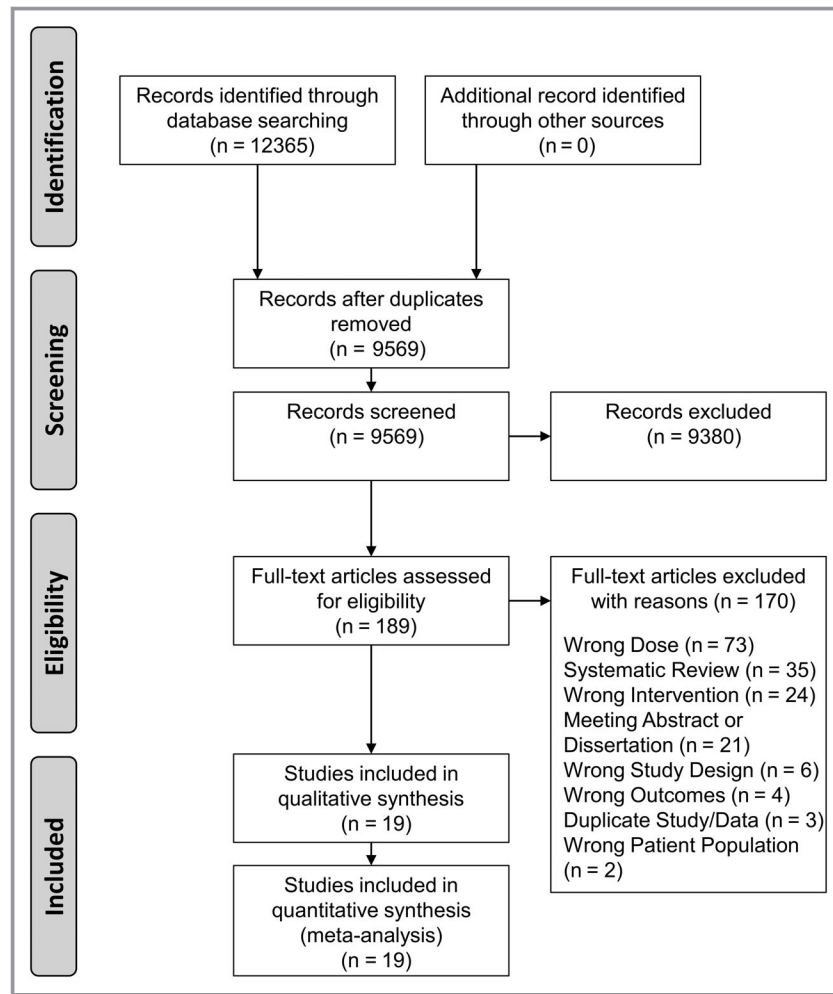 Identification
Records identified through
database searching
(n = 12365)
Additional record identified
through other sources
(n = 0)
Screening
Records after duplicates
removed
(n = 9569)
Records screened
(n = 9569)
Records excluded
(n = 9380)
Eligibility
Full-text articles assessed
for eligibility
(n = 189)
Full-text articles excluded
with reasons (n = 170)
Wrong Dose (n = 73)
Systematic Review (n = 35)
Wrong Intervention (n = 24)
Meeting Abstract or
Dissertation (n = 21)
Wrong Study Design (n = 6)
Wrong Outcomes (n = 4)
Duplicate Study/Data (n = 3)
Wrong Patient Population
(n = 2)
Included
Studies included in
qualitative synthesis
(n = 19)
Studies included in
quantitative synthesis
(meta-analysis)
(n = 19)